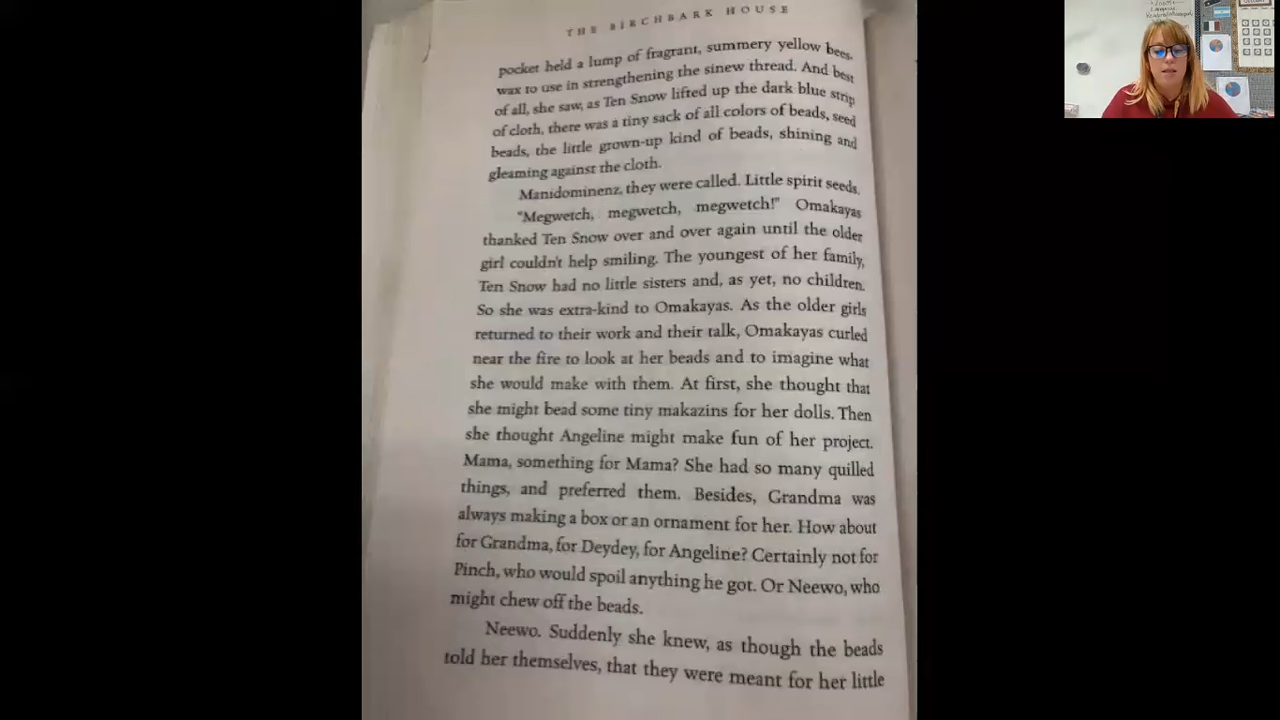 THE BIRCHBARK HOUSE
pocket held a lump of fragrant, summery yellow bees-
wax to use in strengthening the sinew thread. And best
of all, she saw, as Ten Snow lifted up the dark blue strip
of cloth, there was a tiny sack of all colors of beads, seed
beads, the little grown-up kind of beads, shining and
gleaming against the cloth.
Manidominenz, they were called. Little spirit seeds.
"Megwetch, megwetch, megwetch!" Omakayas
thanked Ten Snow over and over again until the older
girl couldn't help smiling. The youngest of her family,
Ten Snow had no little sisters and, as yet, no children.
So she was extra-kind to Omakayas. As the older girls
returned to their work and their talk, Omakayas curled
near the fire to look at her beads and to imagine what
she would make with them. At first, she thought that
she might bead some tiny makazins for her dolls. Then
she thought Angeline might make fun of her project.
Mama, something for Mama? She had so many quilled
things, and preferred them. Besides, Grandma was
always making a box or an ornament for her. How about
for Grandma, for Deydey, for Angeline? Certainly not for
Pinch, who would spoil anything he got. Or Neewo, who
might chew off the beads.
Neewo. Suddenly she knew, as though the beads
told her themselves, that they were meant for her little